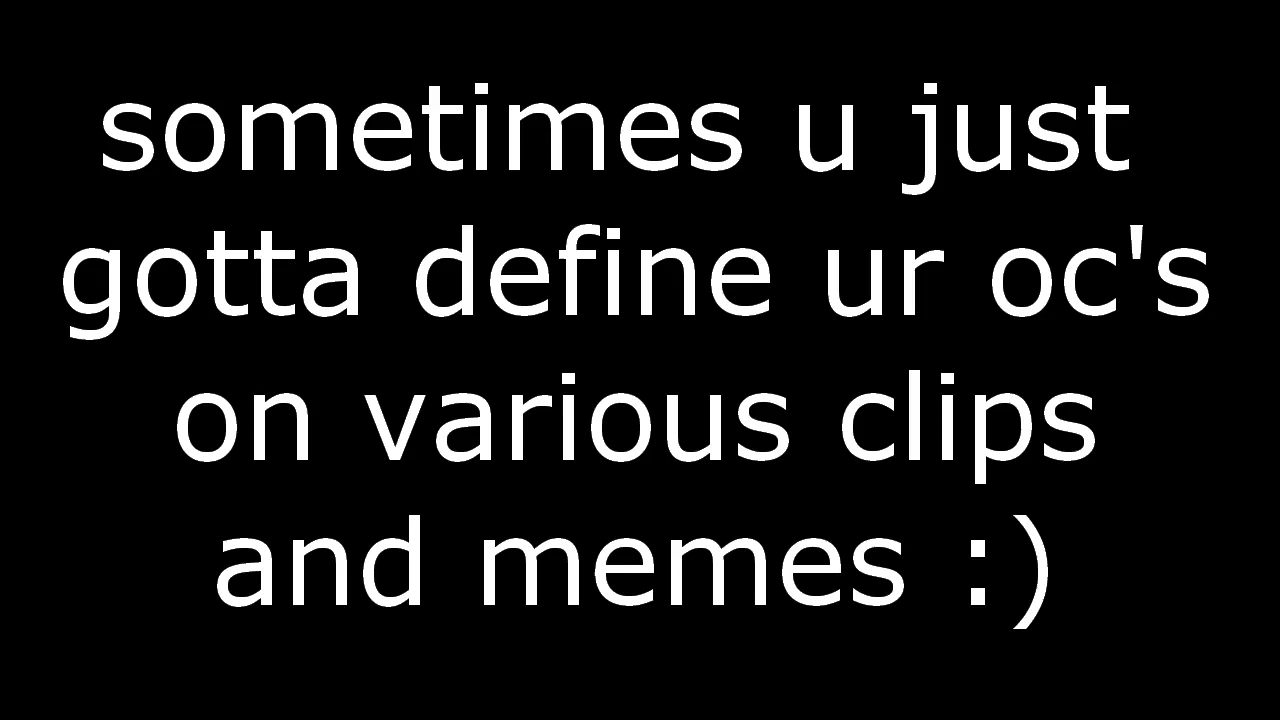 sometimes u just
gotta define ur oc's
on various clips
and memes :)